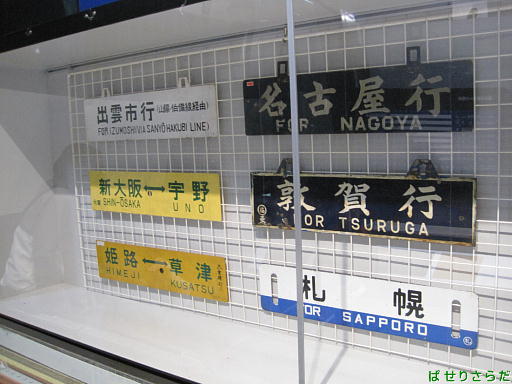 出雲市行(山陽・伯備線経由)
FOR IZUMOSHI(VIA SANYŌ HAKUBI LINE)
新大阪⟷宇野
SHIN-ŌSAKA UNO
姫路⟷草津
HIMEJI KUSATSU
名古屋行
FOR NAGOYA
敦賀行
FOR TSURUGA
札幌
FOR SAPPORO
ぱせりさらだ